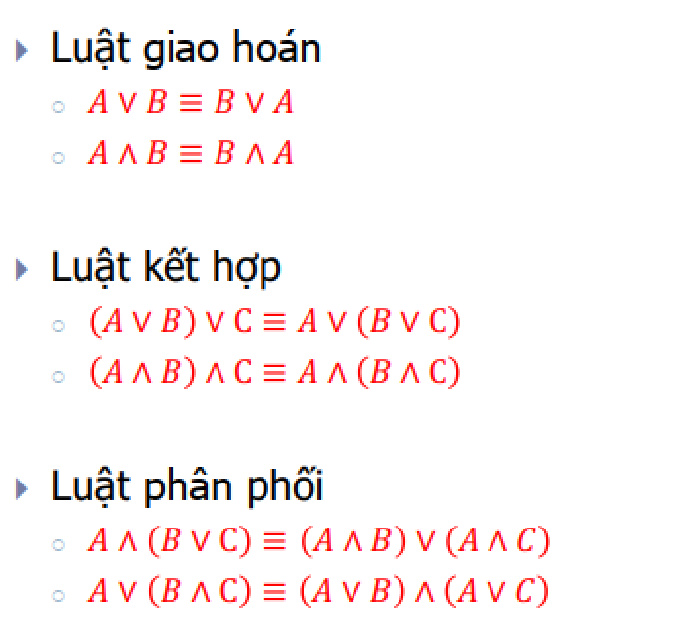 Luật giao hoán
A ∨ B ≡ B ∨ A
A ∧ B ≡ B ∧ A
Luật kết hợp
(A ∨ B) ∨ C ≡ A ∨ (B ∨ C)
(A ∧ B) ∧ C ≡ A ∧ (B ∧ C)
Luật phân phối
A ∧ (B ∨ C) ≡ (A ∧ B) ∨ (A ∧ C)
A ∨ (B ∧ C) ≡ (A ∨ B) ∧ (A ∨ C)